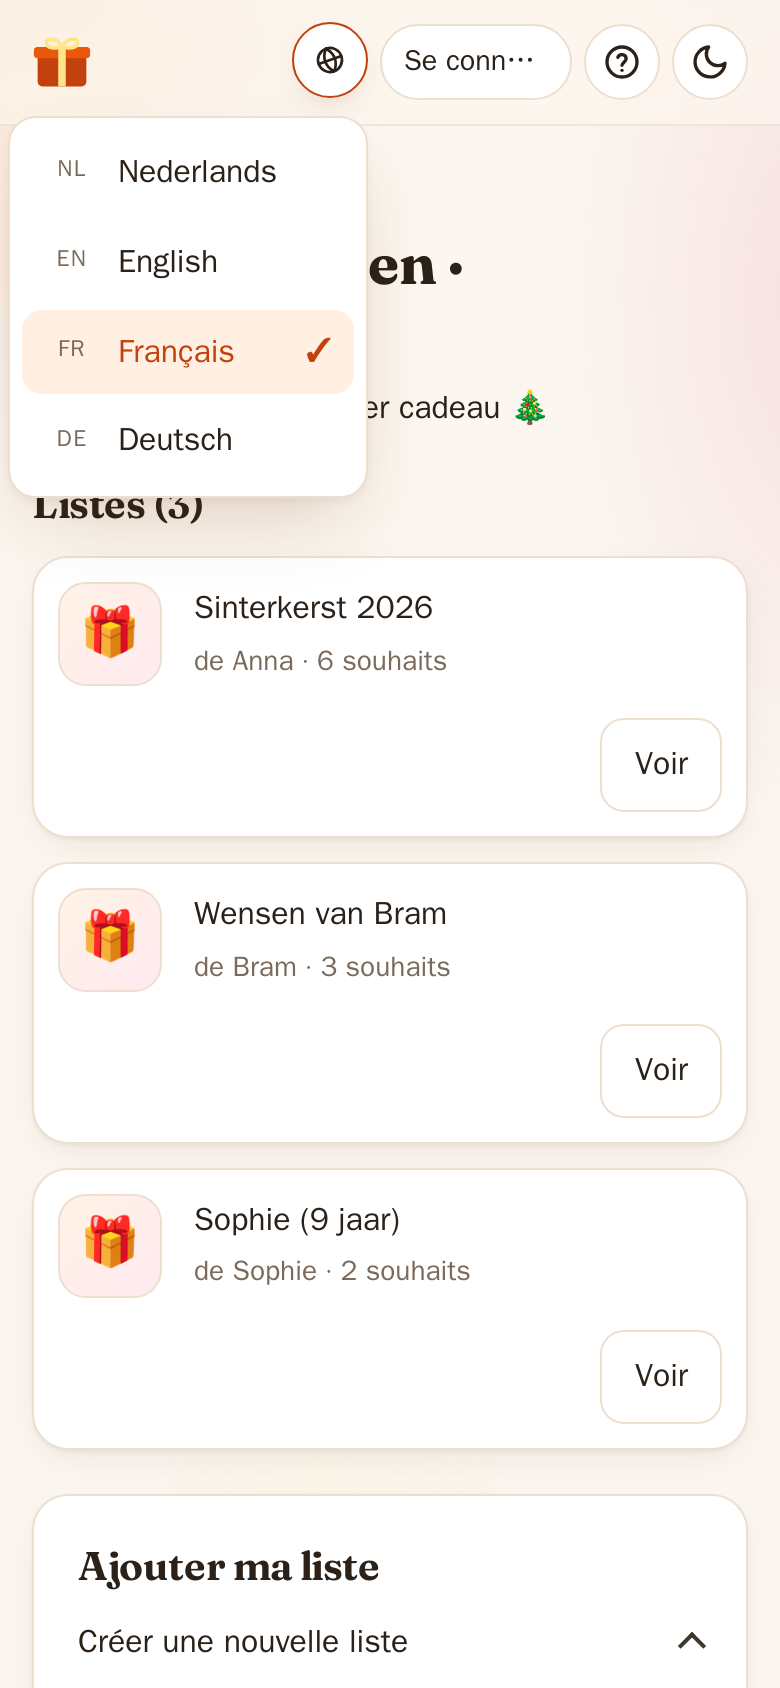 Se conn···
NL Nederlands
EN English
FR Français ✓
DE Deutsch
en •
er cadeau 🎄
Listes (3)
Sinterkerst 2026
de Anna · 6 souhaits
Voir
Wensen van Bram
de Bram · 3 souhaits
Voir
Sophie (9 jaar)
de Sophie · 2 souhaits
Voir
Ajouter ma liste
Créer une nouvelle liste